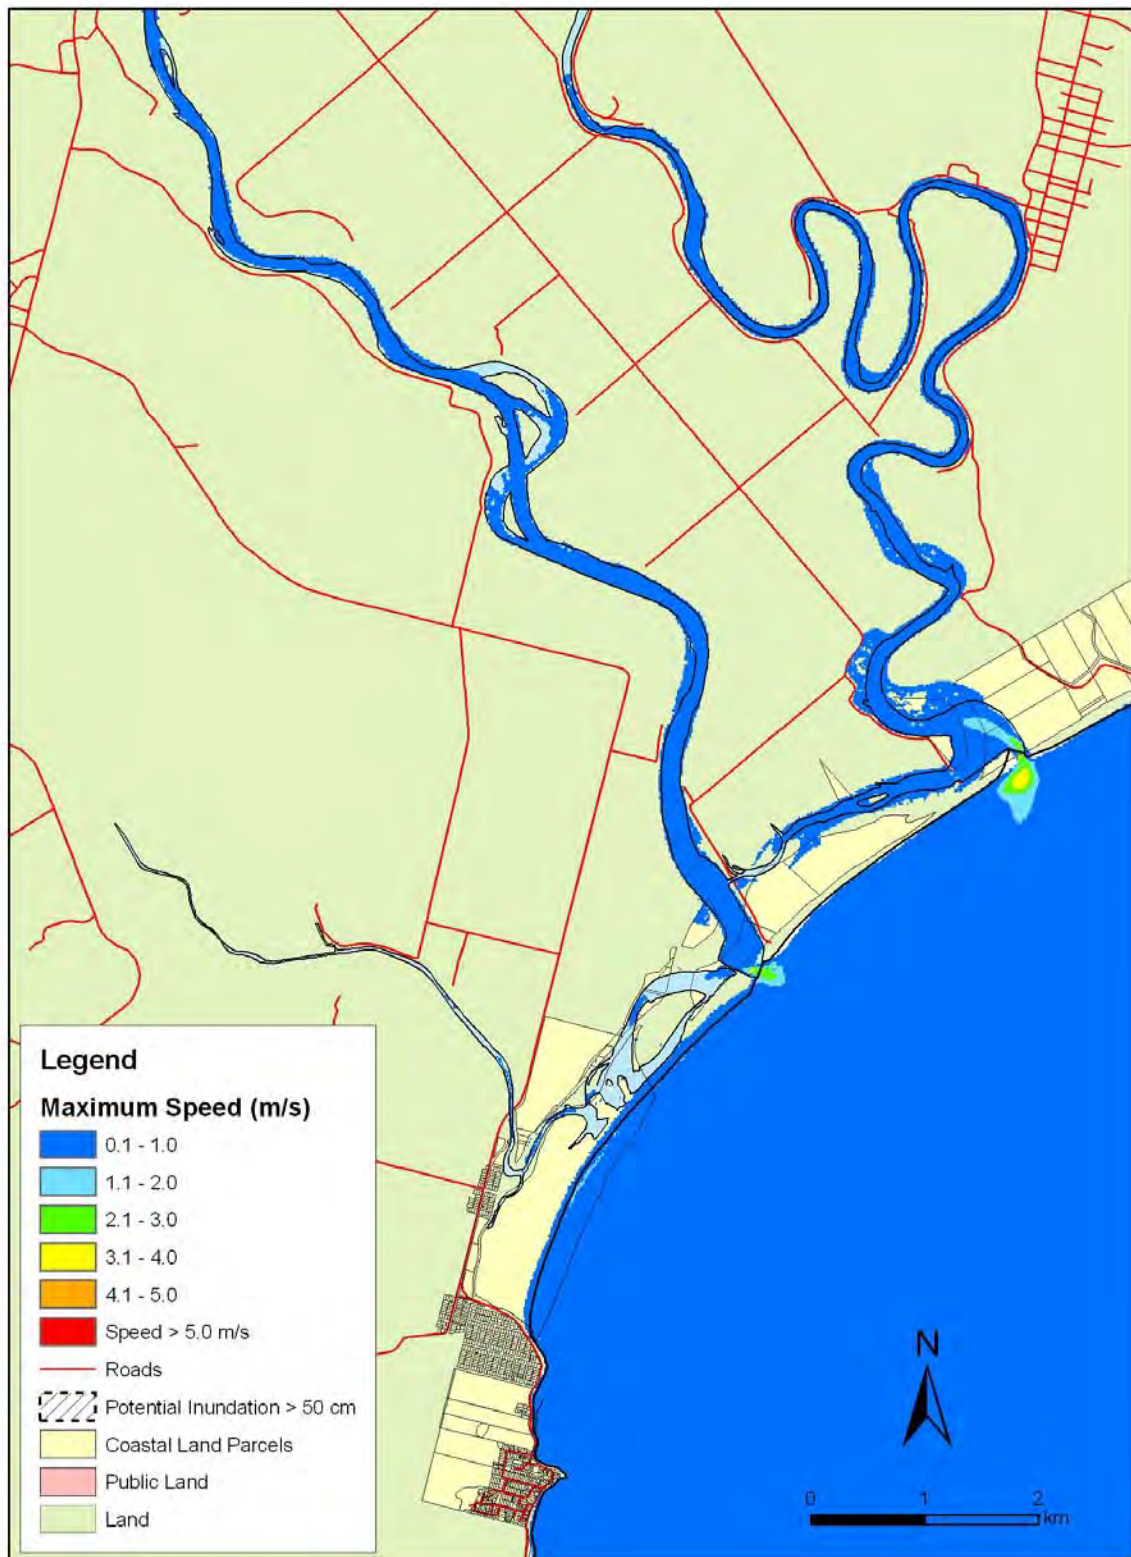 N
0 1 2
km
Legend
Maximum Speed (m/s)
0.1 - 1.0
1.1 - 2.0
2.1 - 3.0
3.1 - 4.0
4.1 - 5.0
Speed > 5.0 m/s
Roads
Potential Inundation > 50 cm
Coastal Land Parcels
Public Land
Land